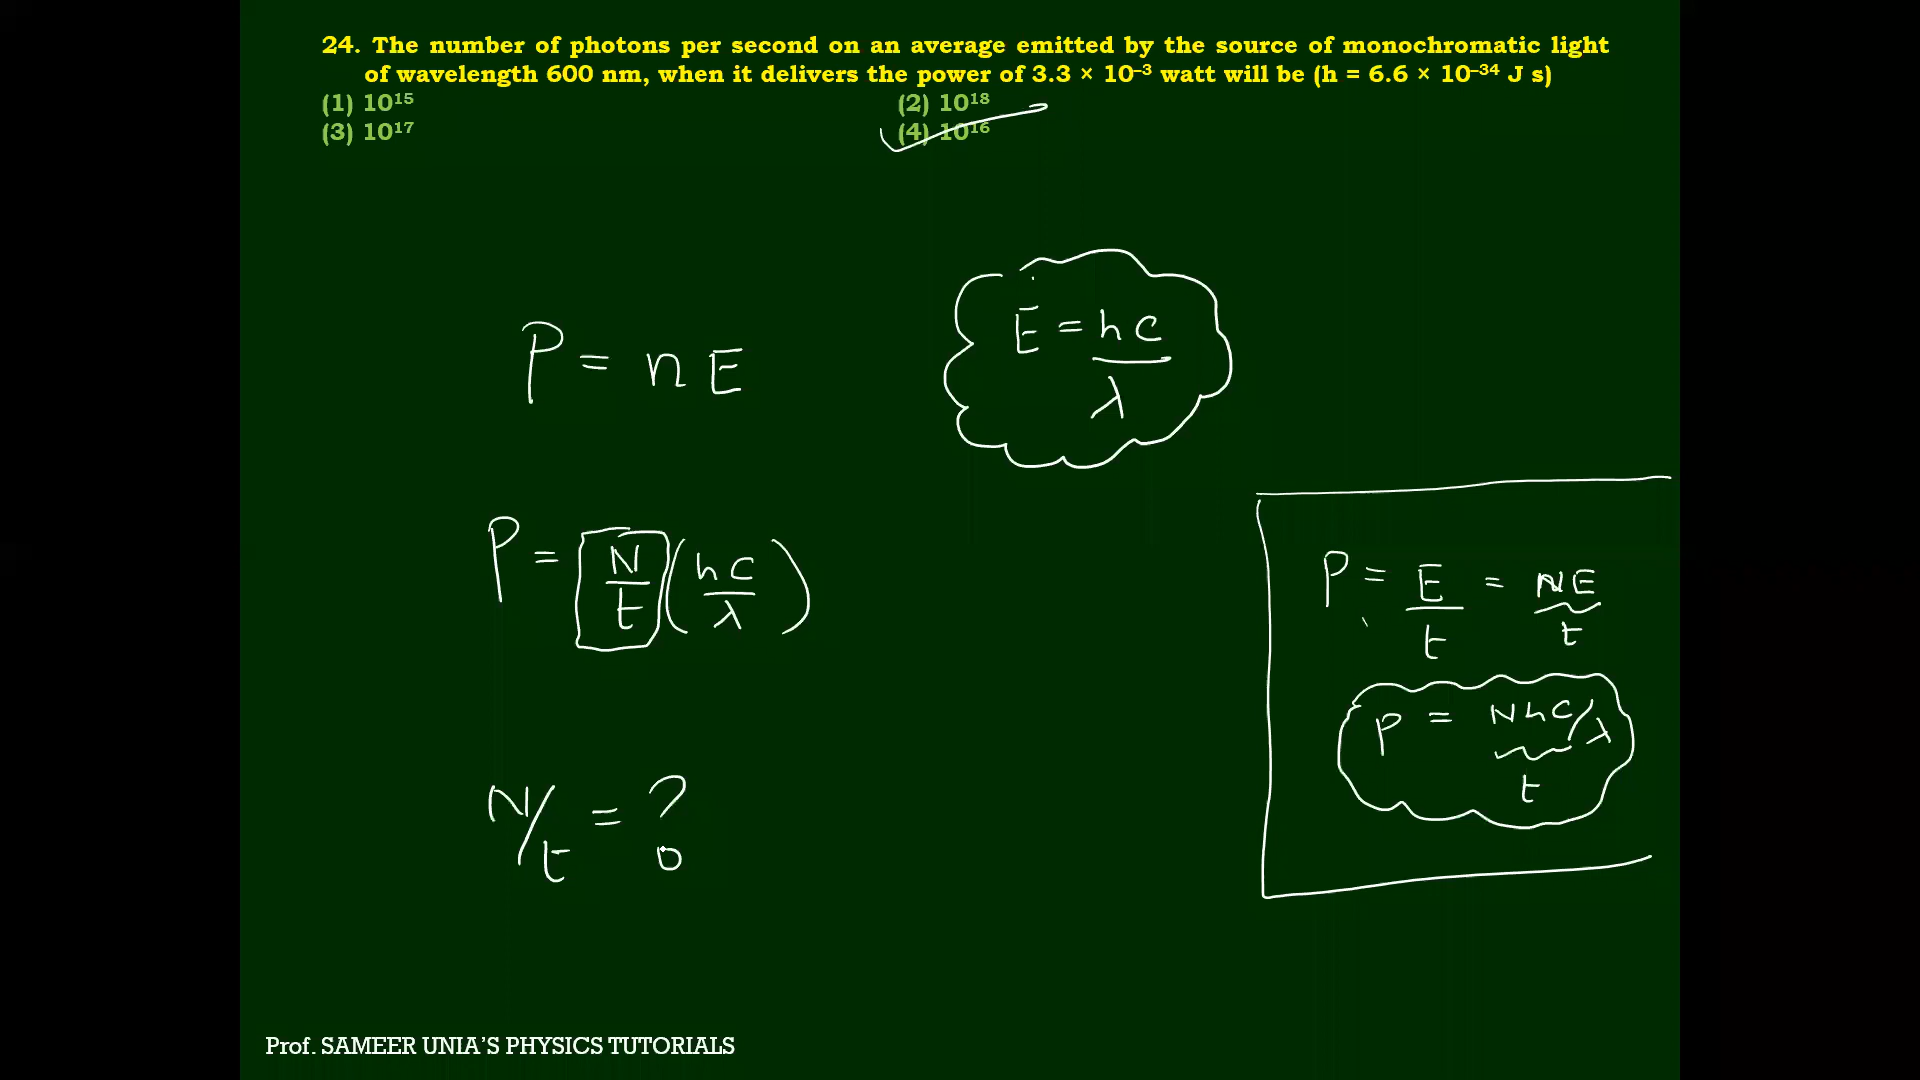 24. The number of photons per second on an average emitted by the source of monochromatic light
of wavelength 600 nm, when it delivers the power of 3.3 × 10⁻³ watt will be (h = 6.6 × 10⁻³⁴ J s)
(1) 10¹⁵ (2) 10¹⁸
(3) 10¹⁷ (4) 10¹⁶
P = n E
E = hc/λ
P = N/t (hc/λ)
N/t = ?
P = E/t = NE/t
P = Nhc/λ / t
Prof. SAMEER UNIA'S PHYSICS TUTORIALS